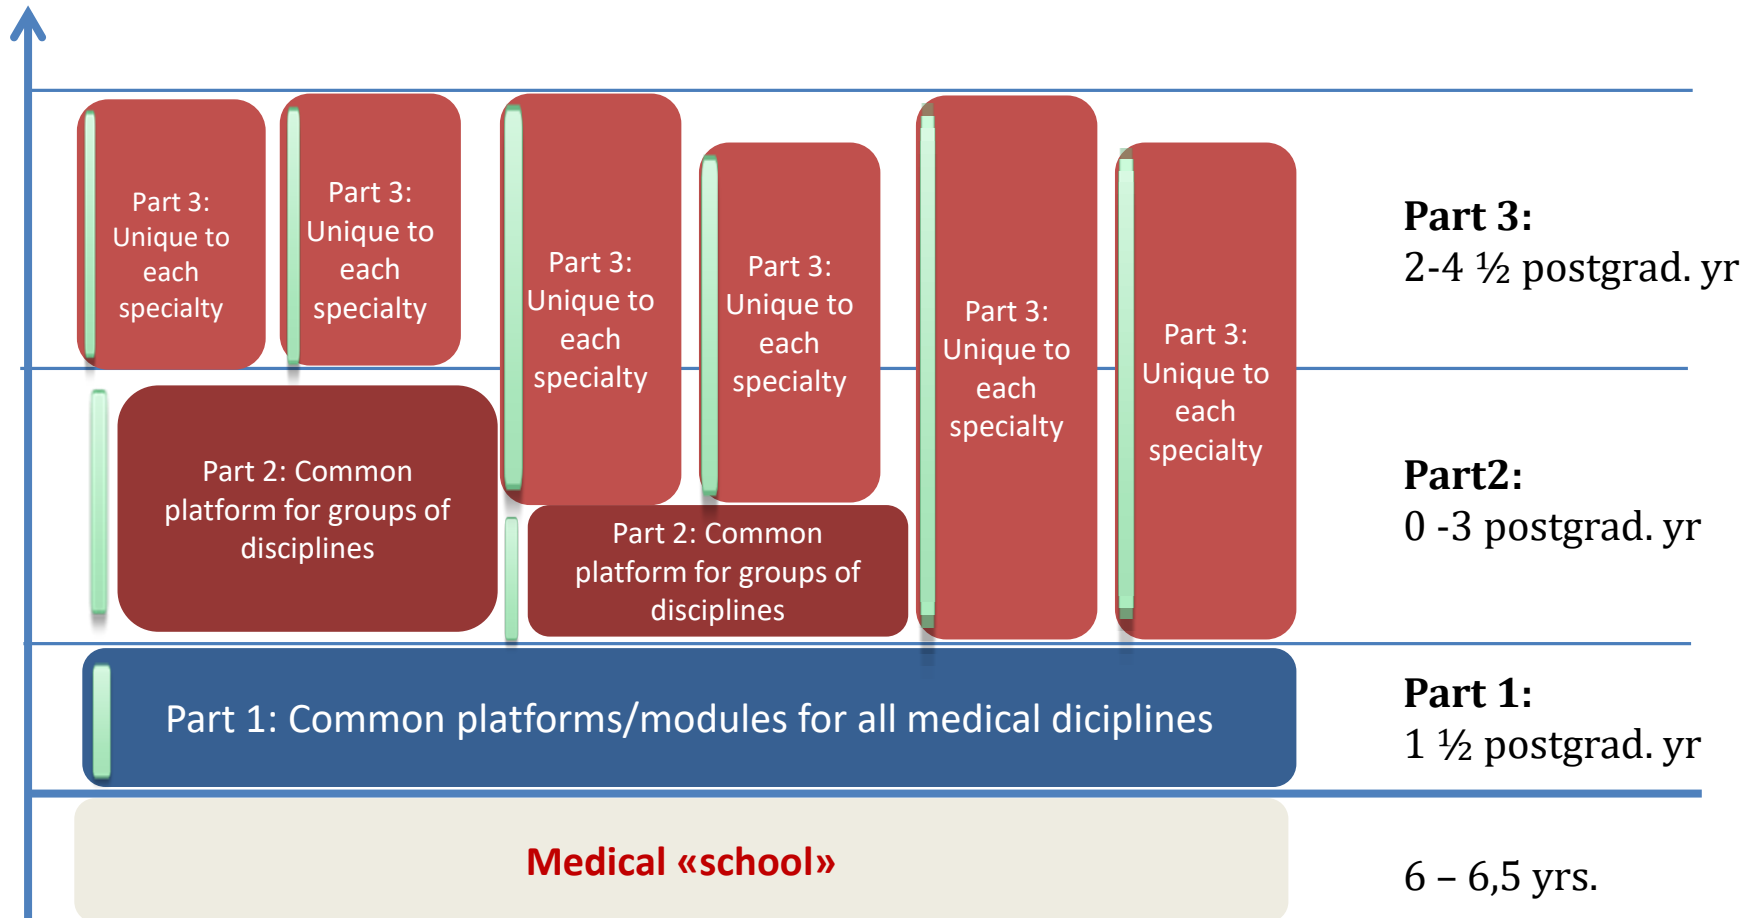 Part 3:
Unique to
each
specialty
Part 3:
Unique to
each
specialty
Part 3:
Unique to
each
specialty
Part 3:
Unique to
each
specialty
Part 3:
Unique to
each
specialty
Part 3:
Unique to
each
specialty
Part 3:
2-4 ½ postgrad. yr
Part 2: Common
platform for groups of
disciplines
Part 2: Common
platform for groups of
disciplines
Part2:
0 -3 postgrad. yr
Part 1: Common platforms/modules for all medical diciplines
Part 1:
1 ½ postgrad. yr
Medical «school»
6 – 6,5 yrs.